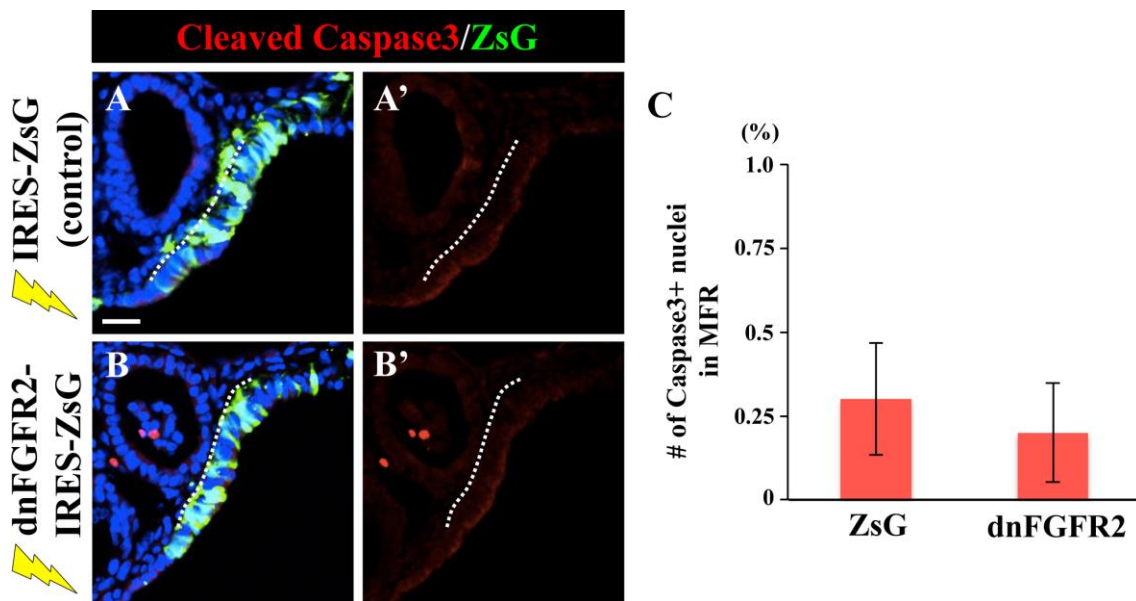 Cleaved Caspase3/ZsG
IRES-ZsG
(control)
A
A'
dnFGFR2-
IRES-ZsG
B
B'
C
(%)
1.0
0.75
0.5
0.25
0
# of Caspase3+ nuclei
in MFR
ZsG
dnFGFR2